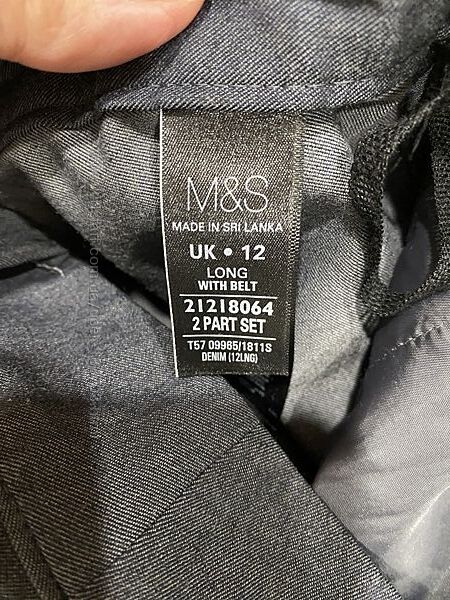 M&S
MADE IN SRI LANKA
UK • 12
LONG
WITH BELT
21218064
2 PART SET
T57 09965/1811S
DENIM (12LNG)